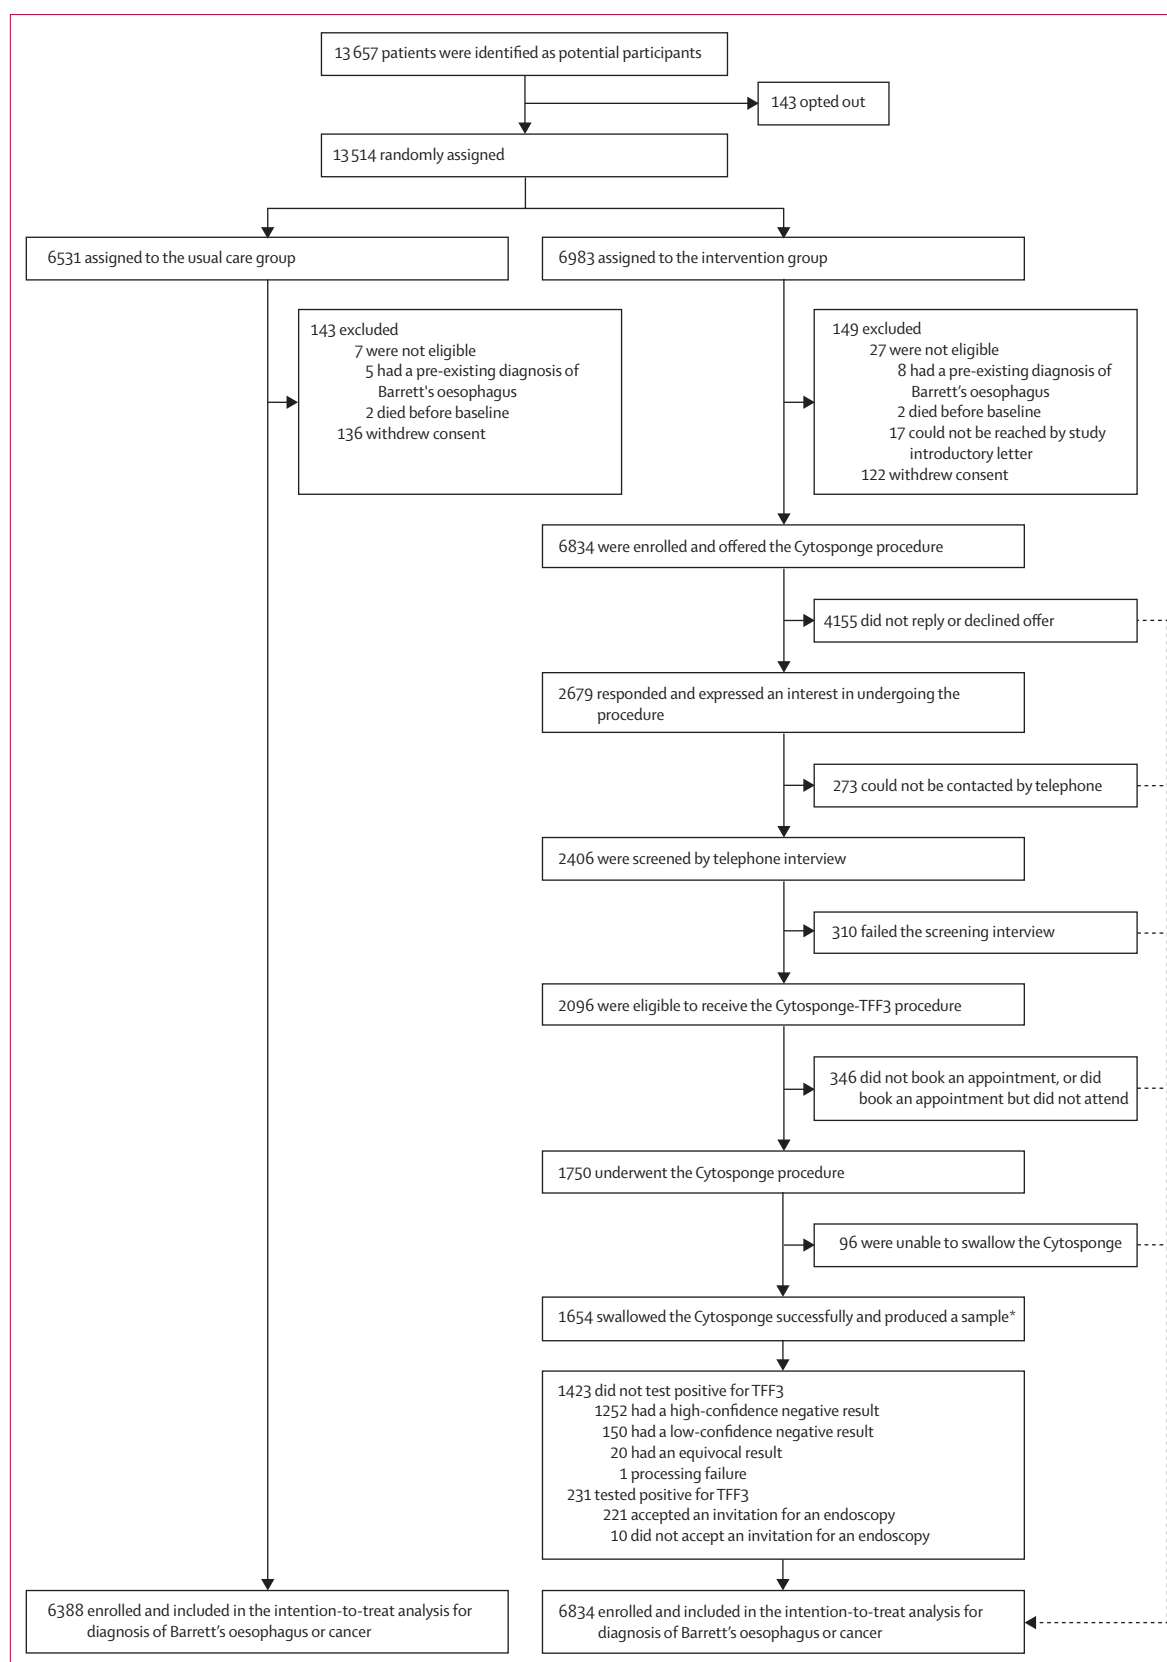 13 657 patients were identified as potential participants
143 opted out
13 514 randomly assigned
6531 assigned to the usual care group
6983 assigned to the intervention group
143 excluded
7 were not eligible
5 had a pre-existing diagnosis of
Barrett's oesophagus
2 died before baseline
136 withdrew consent
149 excluded
27 were not eligible
8 had a pre-existing diagnosis of
Barrett’s oesophagus
2 died before baseline
17 could not be reached by study
introductory letter
122 withdrew consent
6834 were enrolled and offered the Cytosponge procedure
4155 did not reply or declined offer
2679 responded and expressed an interest in undergoing the
procedure
273 could not be contacted by telephone
2406 were screened by telephone interview
310 failed the screening interview
2096 were eligible to receive the Cytosponge-TFF3 procedure
346 did not book an appointment, or did
book an appointment but did not attend
1750 underwent the Cytosponge procedure
96 were unable to swallow the Cytosponge
1654 swallowed the Cytosponge successfully and produced a sample*
1423 did not test positive for TFF3
1252 had a high-confidence negative result
150 had a low-confidence negative result
20 had an equivocal result
1 processing failure
231 tested positive for TFF3
221 accepted an invitation for an endoscopy
10 did not accept an invitation for an endoscopy
6388 enrolled and included in the intention-to-treat analysis for
diagnosis of Barrett’s oesophagus or cancer
6834 enrolled and included in the intention-to-treat analysis for
diagnosis of Barrett’s oesophagus or cancer